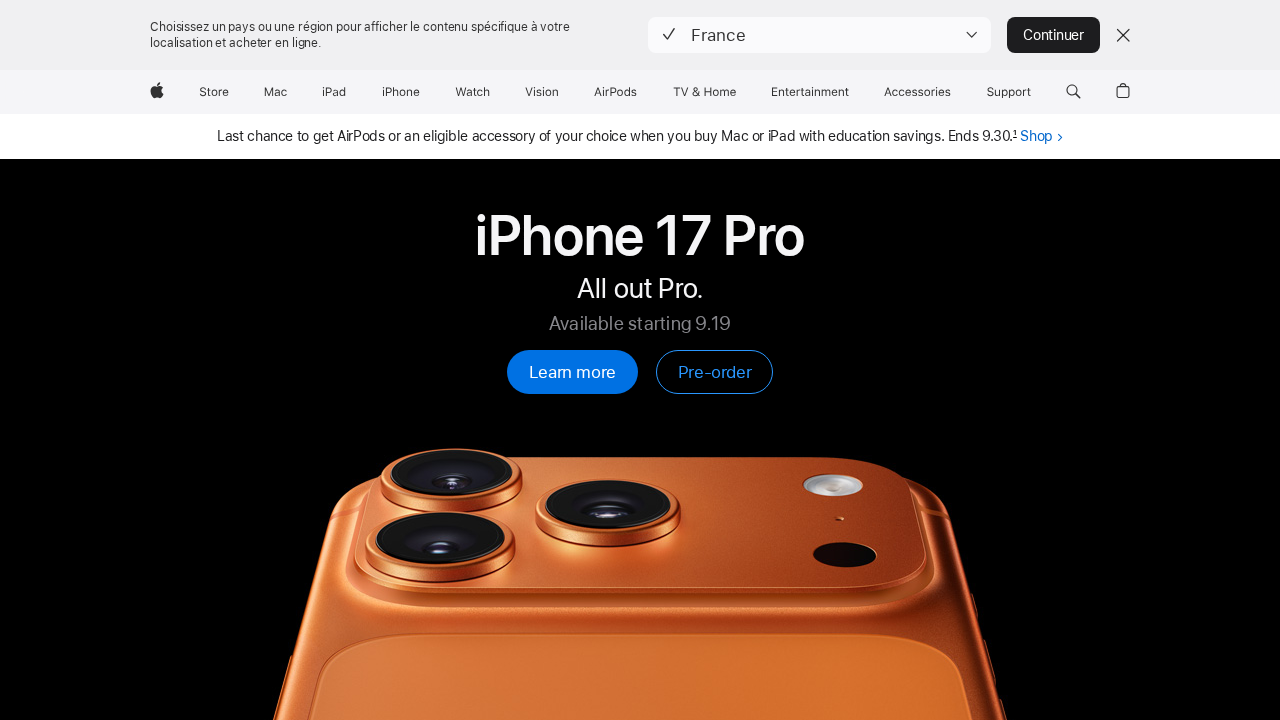 Choisissez un pays ou une région pour afficher le contenu spécifique à votre
localisation et acheter en ligne.
France
Continuer
Store Mac iPad iPhone Watch Vision AirPods TV & Home Entertainment Accessories Support
Last chance to get AirPods or an eligible accessory of your choice when you buy Mac or iPad with education savings. Ends 9.30.¹ Shop >
iPhone 17 Pro
All out Pro.
Available starting 9.19
Learn more Pre-order